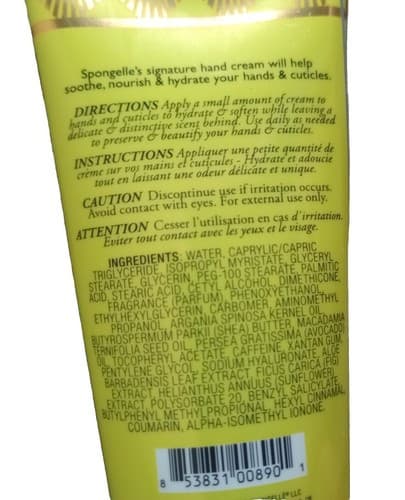 Spongelle's signature hand cream will help
soothe, nourish & hydrate your hands & cuticles.
DIRECTIONS Apply a small amount of cream to
hands and cuticles to hydrate & soften while leaving a
delicate & distinctive scent behind. Use daily as needed
to preserve & beautify your hands & cuticles.
INSTRUCTIONS Appliquer une petite quantité de
crème sur vos mains et cuticules - Hydrate et adoucie
tout en laissant une odeur délicate et unique.
CAUTION Discontinue use if irritation occurs.
Avoid contact with eyes. For external use only.
ATTENTION Cesser l'utilisation en cas d'irritation.
Eviter tout contact avec les yeux et le visage.
INGREDIENTS: WATER, CAPRYLIC/CAPRIC
TRIGLYCERIDE, ISOPROPYL MYRISTATE, GLYCERYL
STEARATE, GLYCERIN, PEG-100 STEARATE, PALMITIC
ACID, STEARIC ACID, CETYL ALCOHOL, DIMETHICONE,
FRAGRANCE (PARFUM), PHENOXYETHANOL,
ETHYLHEXYLGLYCERIN, CARBOMER, AMINOMETHYL
PROPANOL, ARGANIA SPINOSA KERNEL OIL,
BUTYROSPERMUM PARKII (SHEA) BUTTER, MACADAMIA
TERNIFOLIA SEED OIL, PERSEA GRATISSIMA (AVOCADO)
OIL, TOCOPHERYL ACETATE, CAFFEINE, XANTAN GUM,
PENTYLENE GLYCOL, SODIUM HYALURONATE, ALOE
BARBADENSIS LEAF EXTRACT, FICUS CARICA (FIG)
EXTRACT, HELIANTHUS ANNUUS (SUNFLOWER)
EXTRACT, POLYSORBATE 20, BENZYL SALICYLATE,
BUTYLPHENYL METHYLPROPIONAL, HEXYL CINNAMAL,
COUMARIN, ALPHA-ISOMETHYL IONONE.
8 53831 00890 1
GELLÉ LLC